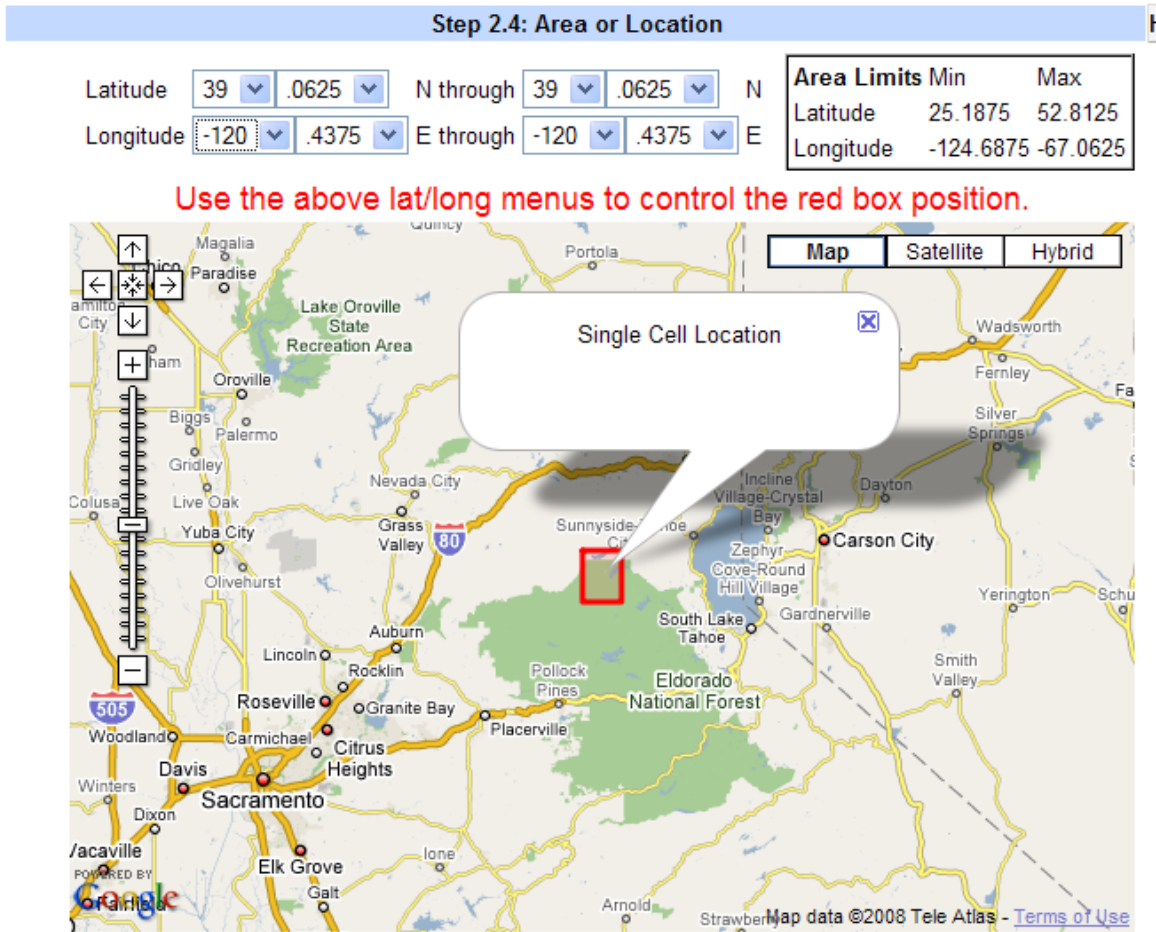 Step 2.4: Area or Location
Latitude 39 .0625 N through 39 .0625 N
Longitude -120 .4375 E through -120 .4375 E
Area Limits Min Max
Latitude 25.1875 52.8125
Longitude -124.6875 -67.0625
Use the above lat/long menus to control the red box position.
Map Satellite Hybrid
Quincy
Magalia
Paradise
Portola
Lake Oroville
State
Recreation Area
City
Single Cell Location
Wadsworth
Fernley
Oroville
Biggs
Palermo
Silver
Springs
Gridley
Nevada City
Incline
Village-Crystal
Bay
Dayton
Colusa
Live Oak
Grass
Valley
80
Sunnyside-Tahoe
City
Yuba City
Carson City
Zephyr
Cove-Round
Hill Village
Olivehurst
Yerington
Gardnerville
South Lake
Tahoe
Auburn
Lincoln
Rocklin
Pollock
Pines
Eldorado
National Forest
Smith
Valley
505
Roseville
Granite Bay
Placerville
Woodland
Carmichael
Citrus
Heights
Davis
Winters
Sacramento
Dixon
Vacaville
Elk Grove
Ione
POWERED BY
Google
Fairfield
Galt
Arnold
Strawberry
Map data ©2008 Tele Atlas - Terms of Use